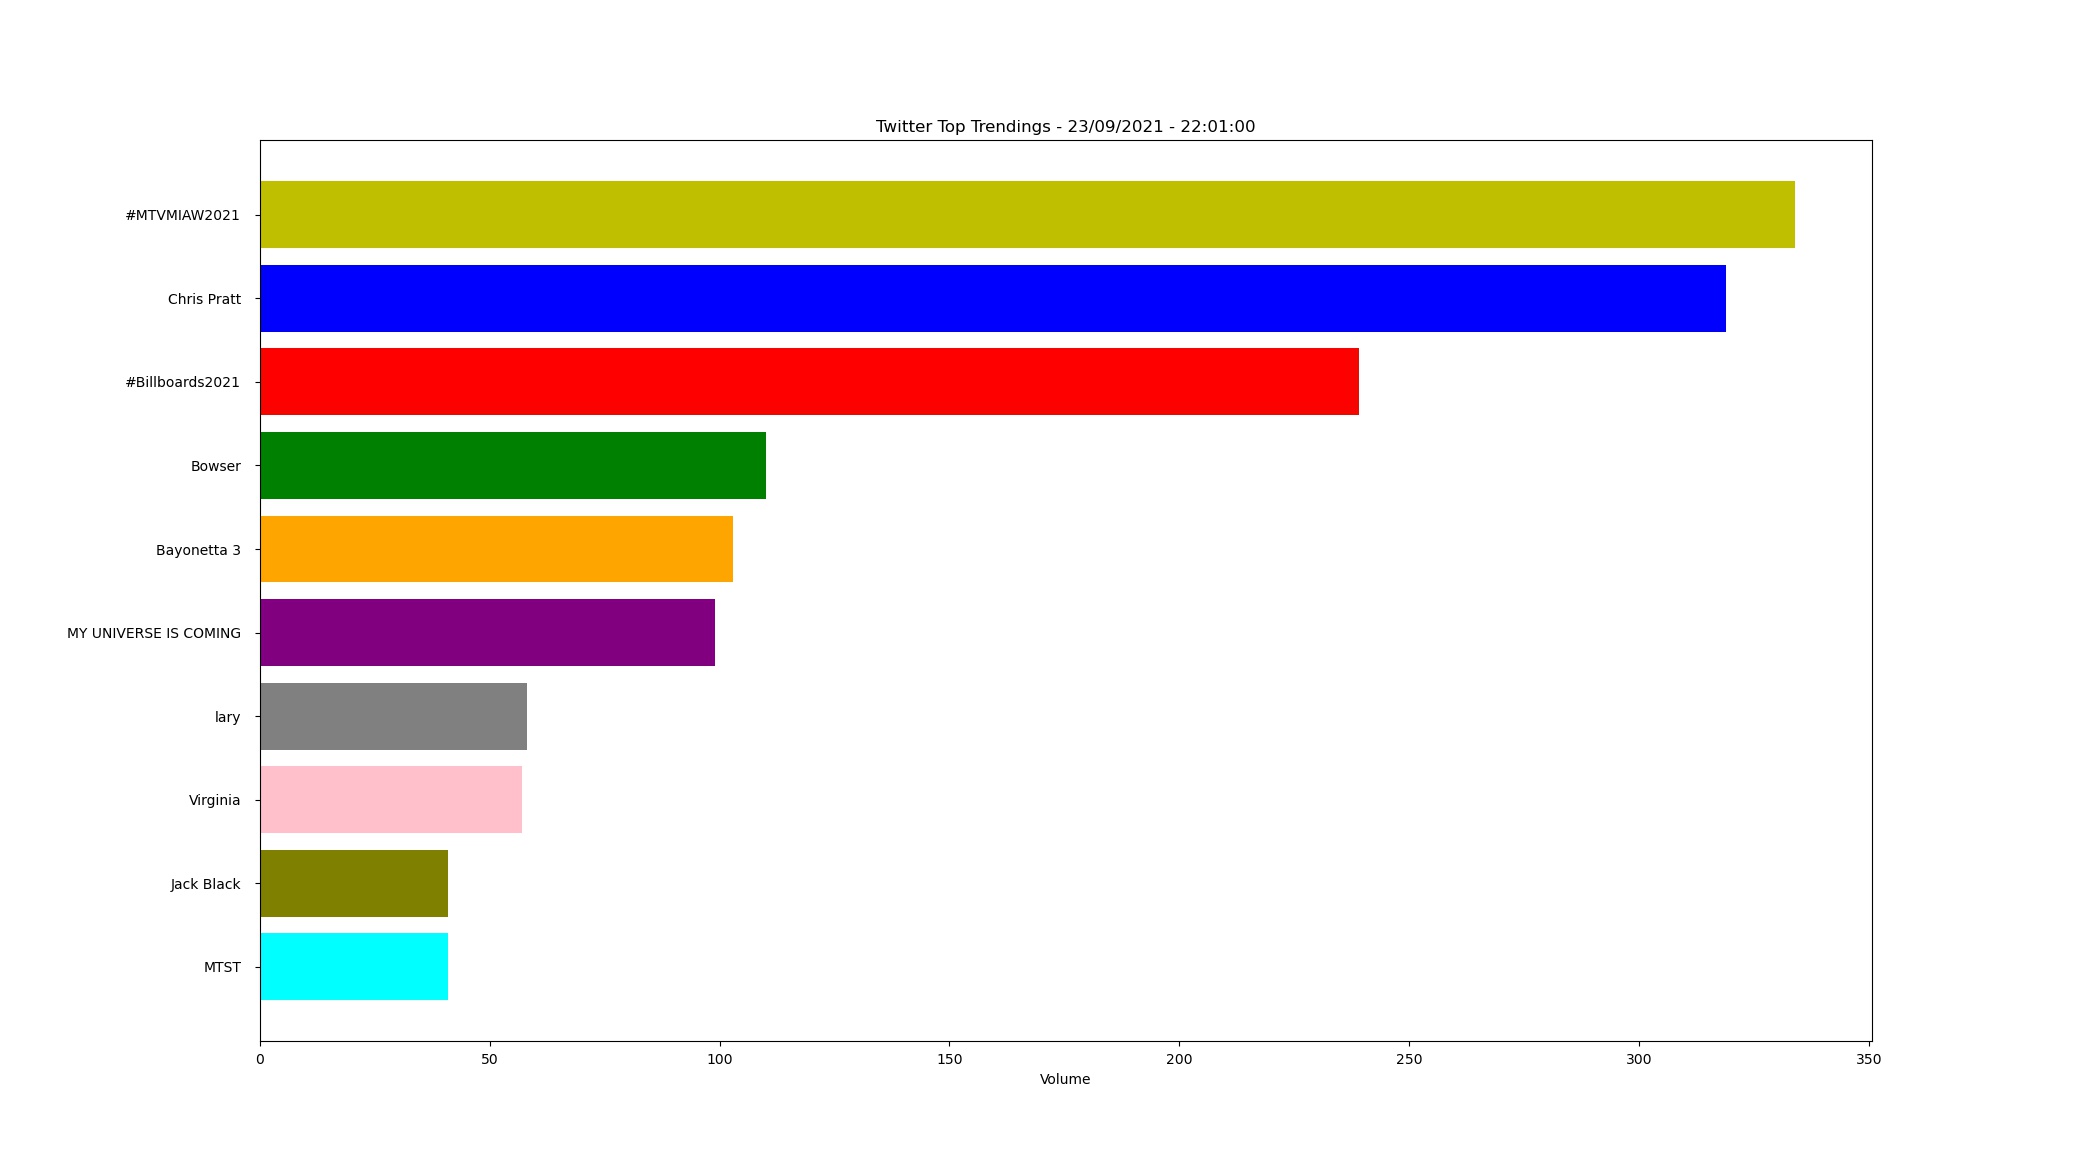 Twitter Top Trendings - 23/09/2021 - 22:01:00
#MTVMIAW2021
Chris Pratt
#Billboards2021
Bowser
Bayonetta 3
MY UNIVERSE IS COMING
lary
Virginia
Jack Black
MTST
0 50 100 150 200 250 300 350
Volume